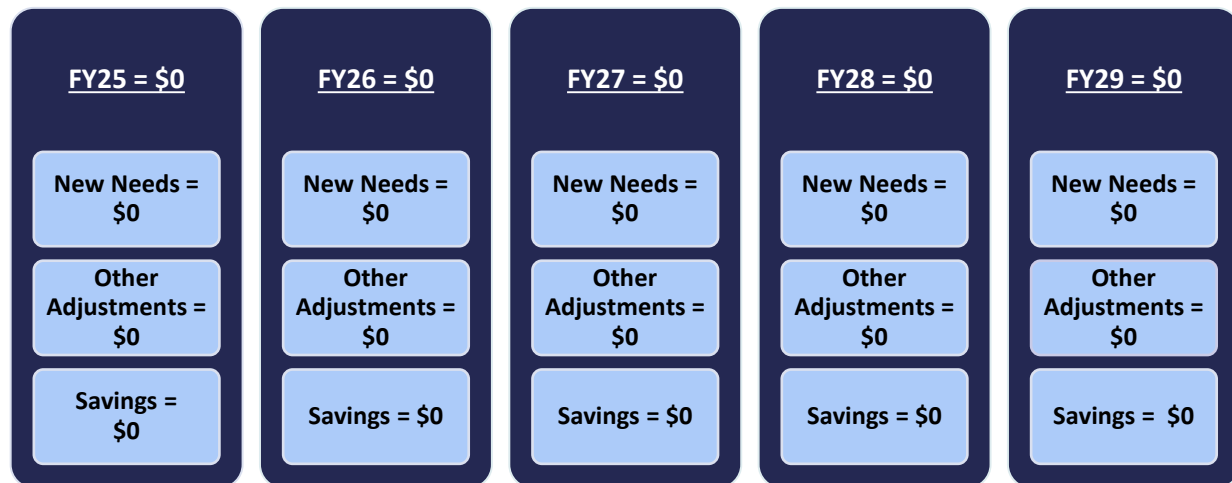 FY25 = $0
New Needs =
$0
Other
Adjustments =
$0
Savings =
$0
FY26 = $0
New Needs =
$0
Other
Adjustments =
$0
Savings = $0
FY27 = $0
New Needs =
$0
Other
Adjustments =
$0
Savings = $0
FY28 = $0
New Needs =
$0
Other
Adjustments =
$0
Savings = $0
FY29 = $0
New Needs =
$0
Other
Adjustments =
$0
Savings =  $0